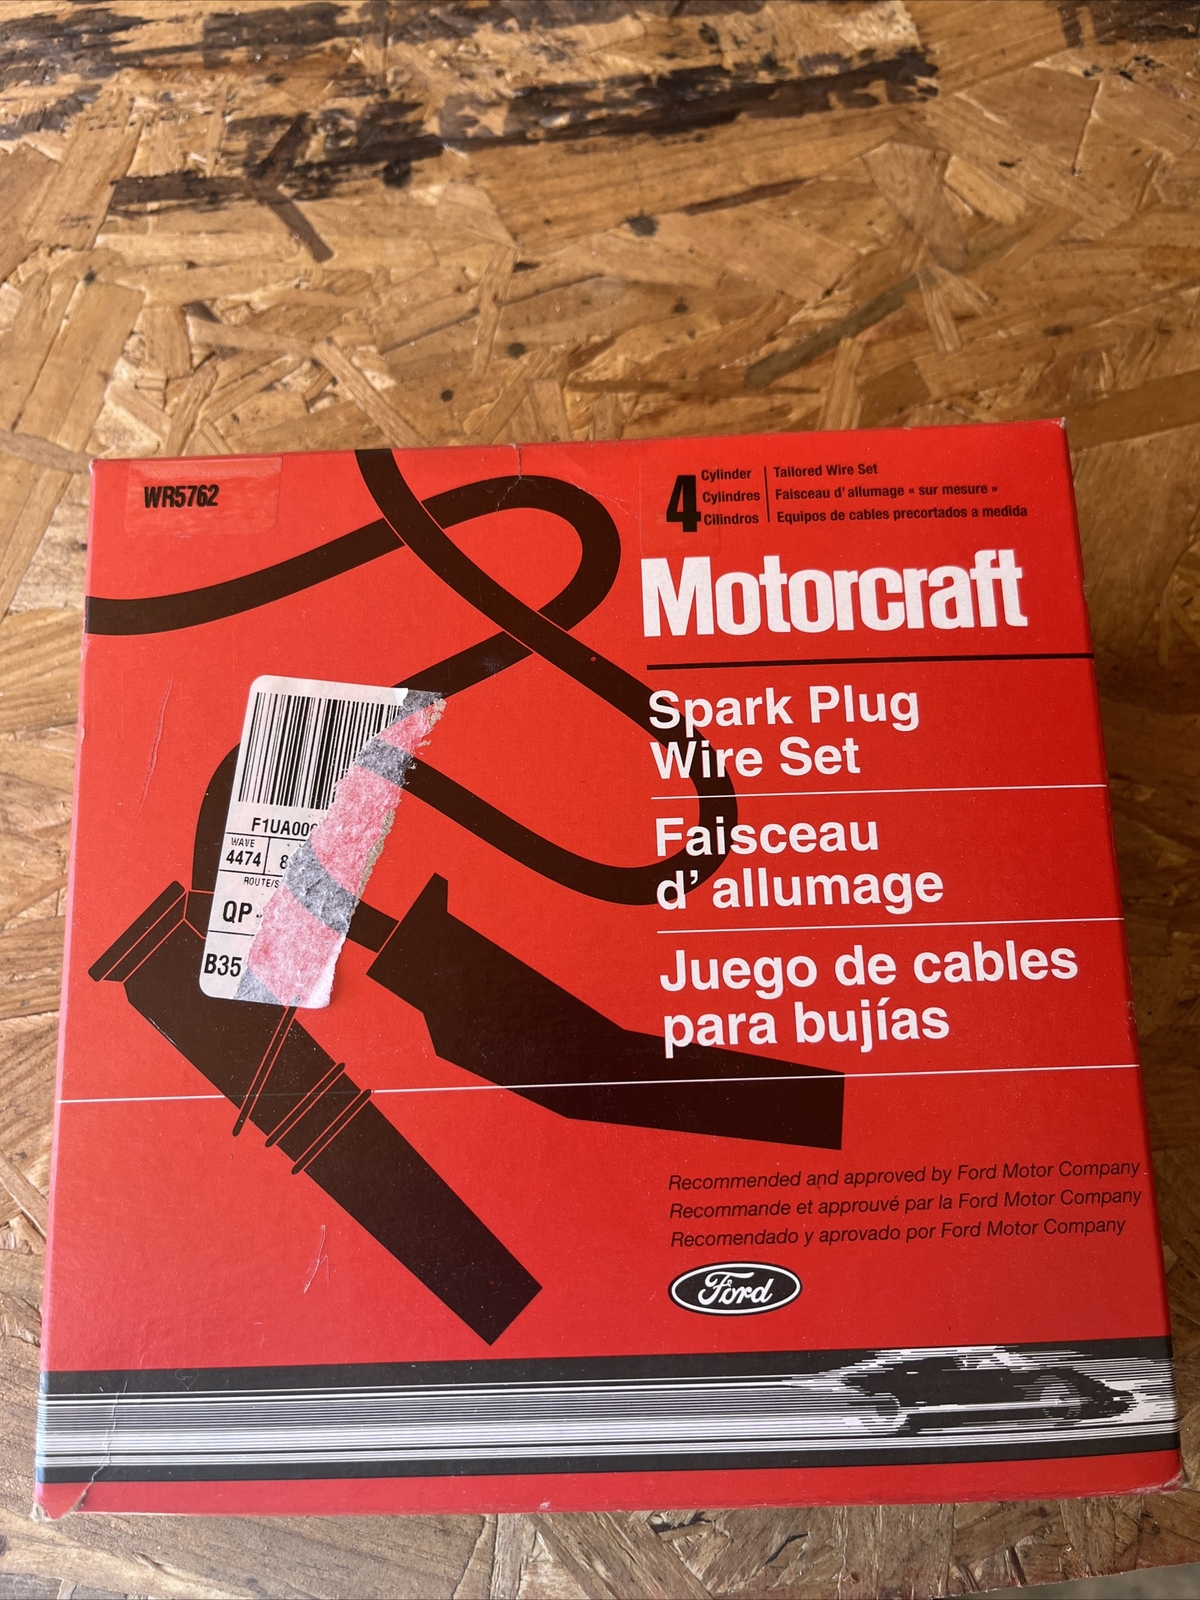 WR5762
4
Cylinder
Cylindres
Cilindros
Tailored Wire Set
Faisceau d'allumage « sur mesure »
Equipos de cables precortados a medida
Motorcraft
Spark Plug
Wire Set
Faisceau
d' allumage
Juego de cables
para bujías
WAVE
4474
QP
B35
Recommended and approved by Ford Motor Company
Recommande et approuvé par la Ford Motor Company
Recomendado y aprovado por Ford Motor Company
Ford